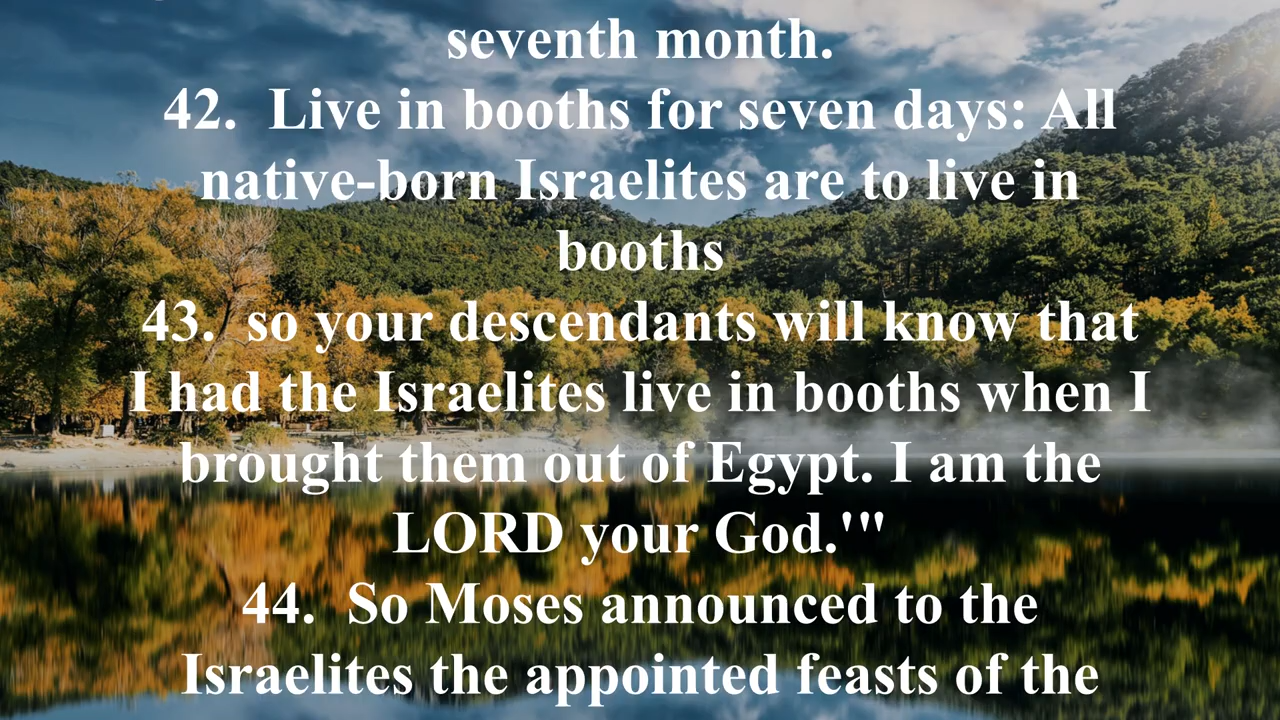 seventh month.
42.  Live in booths for seven days: All
native-born Israelites are to live in
booths
43.  so your descendants will know that
I had the Israelites live in booths when I
brought them out of Egypt. I am the
LORD your God.'"
44.  So Moses announced to the
Israelites the appointed feasts of the